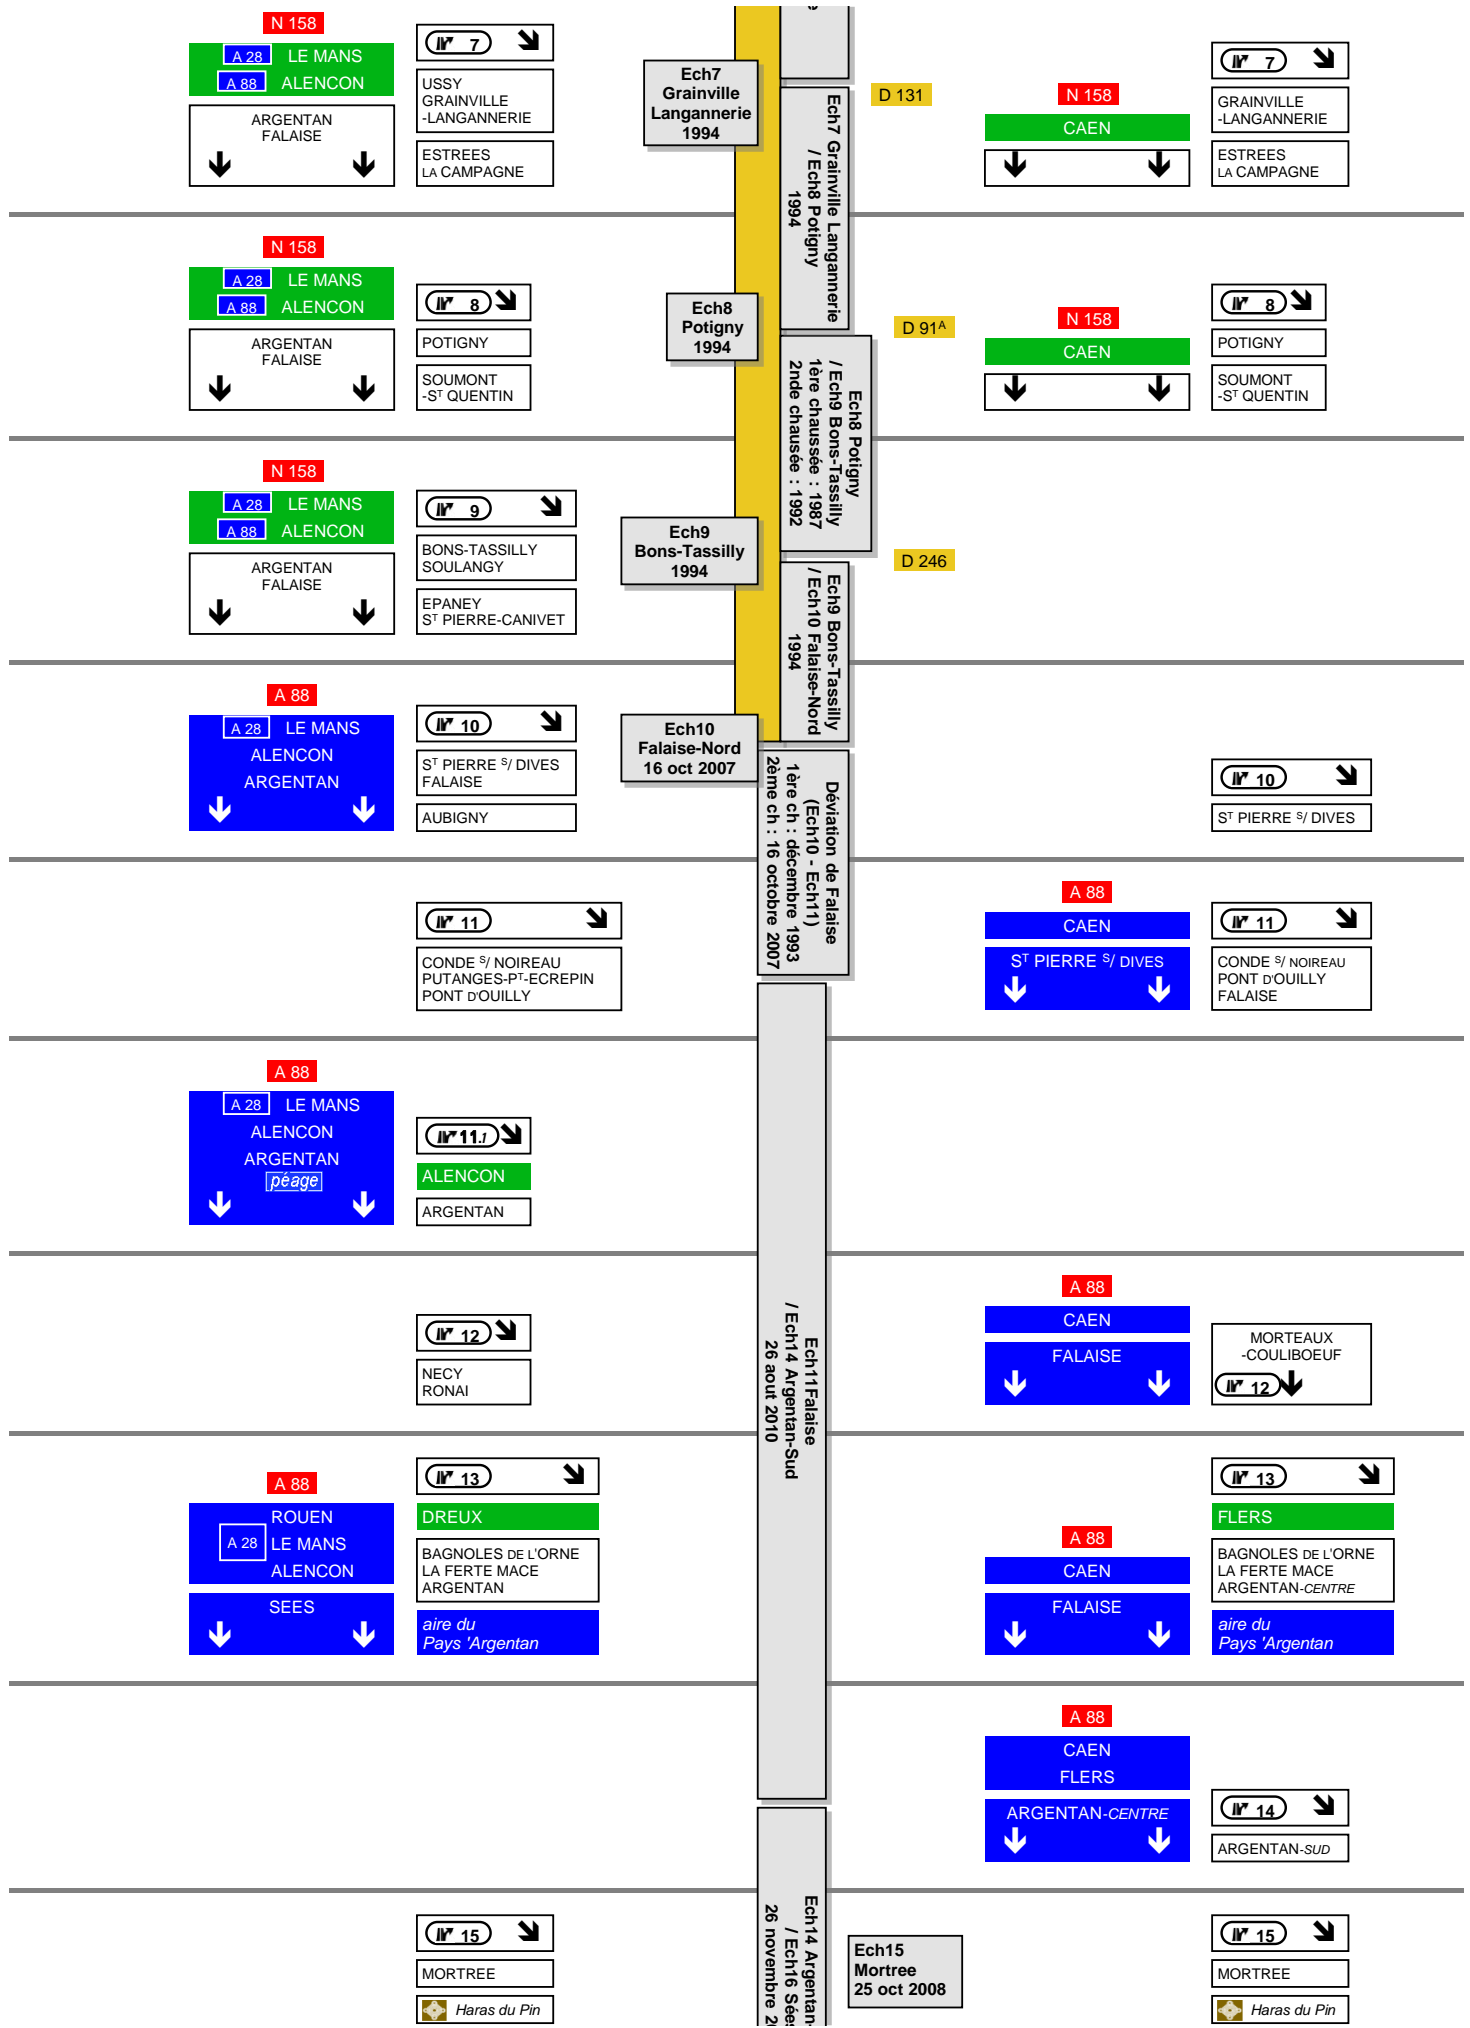 N 158
A 28 LE MANS
A 88 ALENCON
ARGENTAN
FALAISE
7
USSY
GRAINVILLE
-LANGANNERIE
ESTREES
LA CAMPAGNE
Ech7
Grainville
Langannerie
1994
Ech7 Grainville Langannerie
/ Ech8 Potigny
1994
D 131
N 158
CAEN
7
GRAINVILLE
-LANGANNERIE
ESTREES
LA CAMPAGNE
N 158
A 28 LE MANS
A 88 ALENCON
ARGENTAN
FALAISE
8
POTIGNY
SOUMONT
-ST QUENTIN
Ech8
Potigny
1994
Ech8 Potigny
/ Ech9 Bons-Tassilly
1ère chaussée : 1987
2nde chausée : 1992
D 91A
N 158
CAEN
8
POTIGNY
SOUMONT
-ST QUENTIN
N 158
A 28 LE MANS
A 88 ALENCON
ARGENTAN
FALAISE
9
BONS-TASSILLY
SOULANGY
EPANEY
ST PIERRE-CANIVET
Ech9
Bons-Tassilly
1994
Ech9 Bons-Tassilly
/ Ech10 Falaise-Nord
1994
D 246
A 88
A 28 LE MANS
ALENCON
ARGENTAN
10
ST PIERRE S/ DIVES
FALAISE
AUBIGNY
Ech10
Falaise-Nord
16 oct 2007
Déviation de Falaise
(Ech10 - Ech11)
1ère ch : décembre 1993
2ème ch : 16 octobre 2007
10
ST PIERRE S/ DIVES
11
CONDE S/ NOIREAU
PUTANGES-PT-ECREPIN
PONT D'OUILLY
A 88
CAEN
ST PIERRE S/ DIVES
11
CONDE S/ NOIREAU
PONT D'OUILLY
FALAISE
A 88
A 28 LE MANS
ALENCON
ARGENTAN
péage
11.1
ALENCON
ARGENTAN
Ech11Falaise
/ Ech14 Argentan-Sud
26 aout 2010
12
NECY
RONAI
A 88
CAEN
FALAISE
MORTEAUX
-COULIBOEUF
12
A 88
ROUEN
A 28 LE MANS
ALENCON
SEES
13
DREUX
BAGNOLES DE L'ORNE
LA FERTE MACE
ARGENTAN
aire du
Pays 'Argentan
A 88
CAEN
FALAISE
13
FLERS
BAGNOLES DE L'ORNE
LA FERTE MACE
ARGENTAN-CENTRE
aire du
Pays 'Argentan
A 88
CAEN
FLERS
ARGENTAN-CENTRE
14
ARGENTAN-SUD
15
MORTREE
Haras du Pin
Ech14 Argentan-
/ Ech16 Sées
26 novembre
Ech15
Mortree
25 oct 2008
15
MORTREE
Haras du Pin